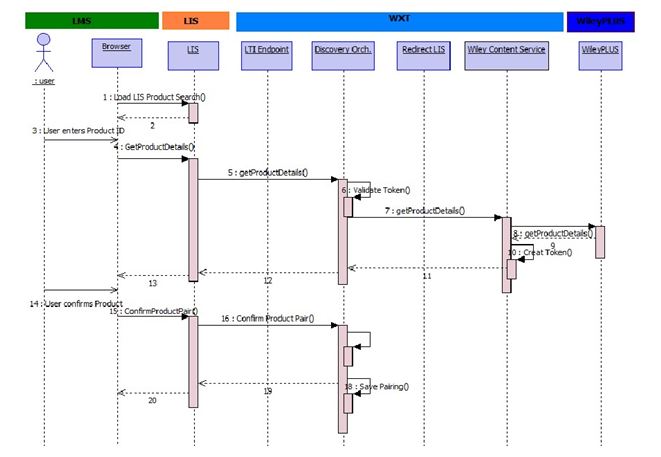 LMS LIS WXT WileyPLUS
Browser LIS LTI Endpoint Discovery Orch. Redirect LIS Wiley Content Service WileyPLUS
: user
1 : Load LIS Product Search()
2
3 : User enters Product ID
4 : GetProductDetails()
5 : getProductDetails()
6 : Validate Token()
7 : getProductDetails()
8 : getProductDetails()
9
10 : Creat Token()
11
12
13
14 : User confirms Product
15 : ConfirmProductPair()
16 : Confirm Product Pair()
18 : Save Pairing()
19
20